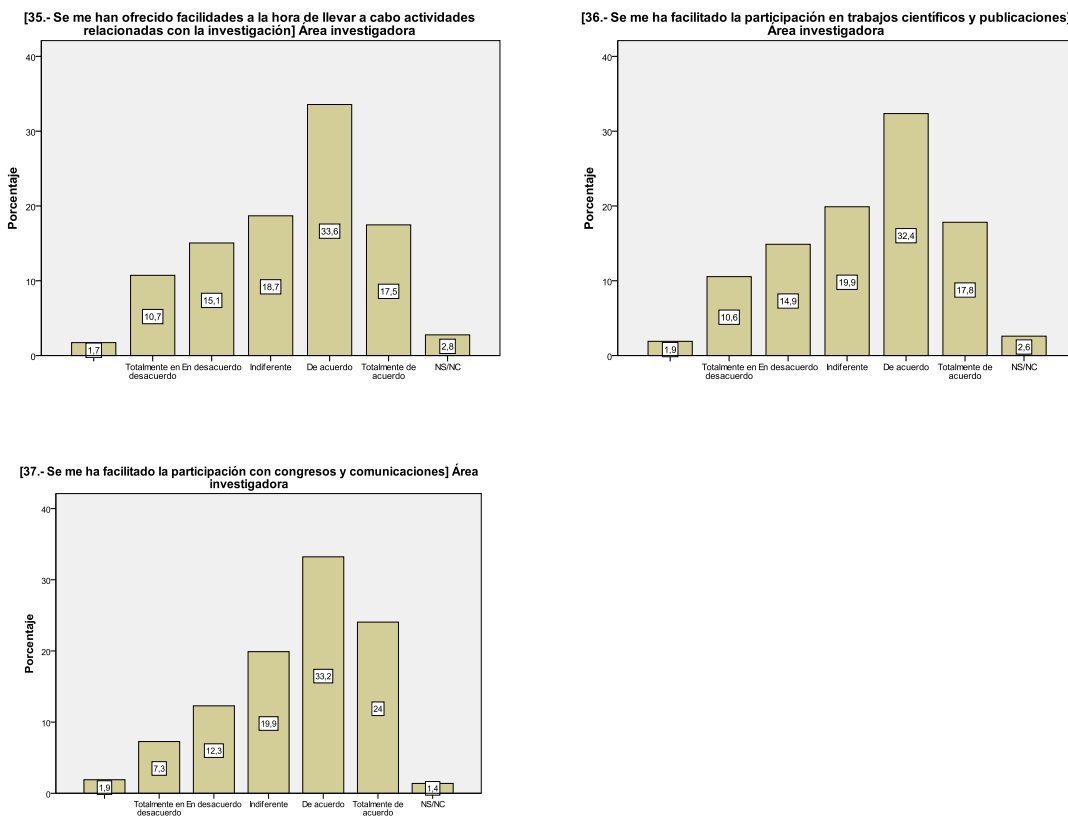 [35.- Se me han ofrecido facilidades a la hora de llevar a cabo actividades
relacionadas con la investigación] Área investigadora
Porcentaje
40
30
20
10
0
1,7
10,7
15,1
18,7
33,6
17,5
2,8
Totalmente en desacuerdo
En desacuerdo
Indiferente
De acuerdo
Totalmente de acuerdo
NS/NC
[36.- Se me ha facilitado la participación en trabajos científicos y publicaciones]
Área investigadora
Porcentaje
40
30
20
10
0
1,9
10,6
14,9
19,9
32,4
17,8
2,6
Totalmente en desacuerdo
En desacuerdo
Indiferente
De acuerdo
Totalmente de acuerdo
NS/NC
[37.- Se me ha facilitado la participación con congresos y comunicaciones] Área
investigadora
Porcentaje
40
30
20
10
0
1,9
7,3
12,3
19,9
33,2
24
1,4
Totalmente en desacuerdo
En desacuerdo
Indiferente
De acuerdo
Totalmente de acuerdo
NS/NC